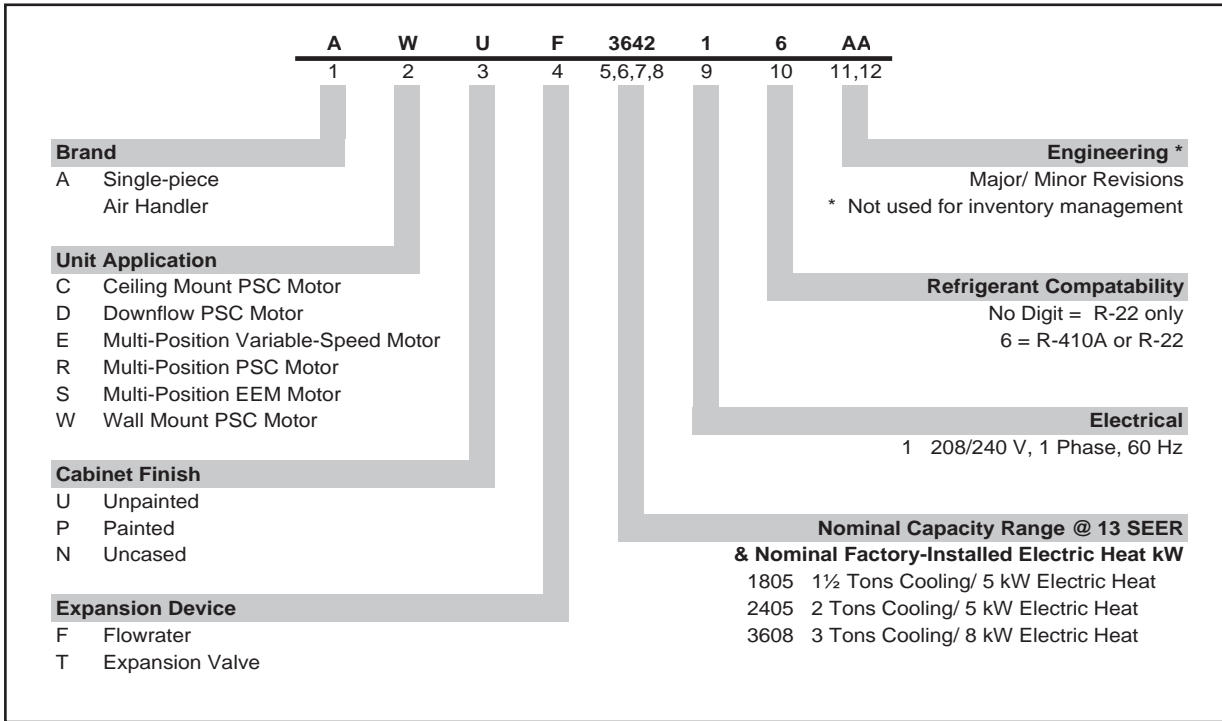 A W U F 3642 1 6 AA
1 2 3 4 5,6,7,8 9 10 11,12
Brand
A Single-piece
Air Handler
Unit Application
C Ceiling Mount PSC Motor
D Downflow PSC Motor
E Multi-Position Variable-Speed Motor
R Multi-Position PSC Motor
S Multi-Position EEM Motor
W Wall Mount PSC Motor
Cabinet Finish
U Unpainted
P Painted
N Uncased
Expansion Device
F Flowrater
T Expansion Valve
Engineering *
Major/ Minor Revisions
* Not used for inventory management
Refrigerant Compatability
No Digit = R-22 only
6 = R-410A or R-22
Electrical
1 208/240 V, 1 Phase, 60 Hz
Nominal Capacity Range @ 13 SEER
& Nominal Factory-Installed Electric Heat kW
1805 1½ Tons Cooling/ 5 kW Electric Heat
2405 2 Tons Cooling/ 5 kW Electric Heat
3608 3 Tons Cooling/ 8 kW Electric Heat